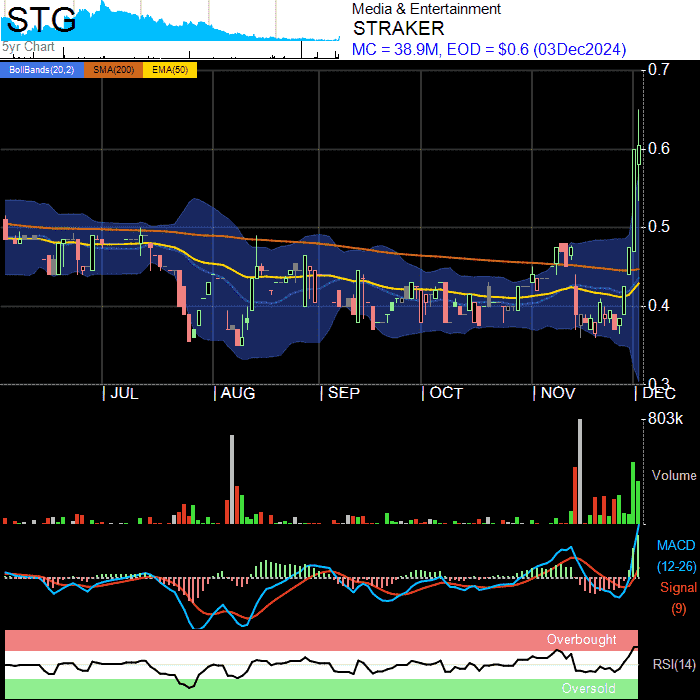 STG
5yr Chart
Media & Entertainment
STRAKER
MC = 38.9M, EOD = $0.6 (03Dec2024)
BollBands(20,2) SMA(200) EMA(50)
0.7
0.6
0.5
0.4
0.3
JUL AUG SEP OCT NOV DEC
803k
Volume
MACD
(12-26)
Signal
(9)
Overbought
RSI(14)
Oversold